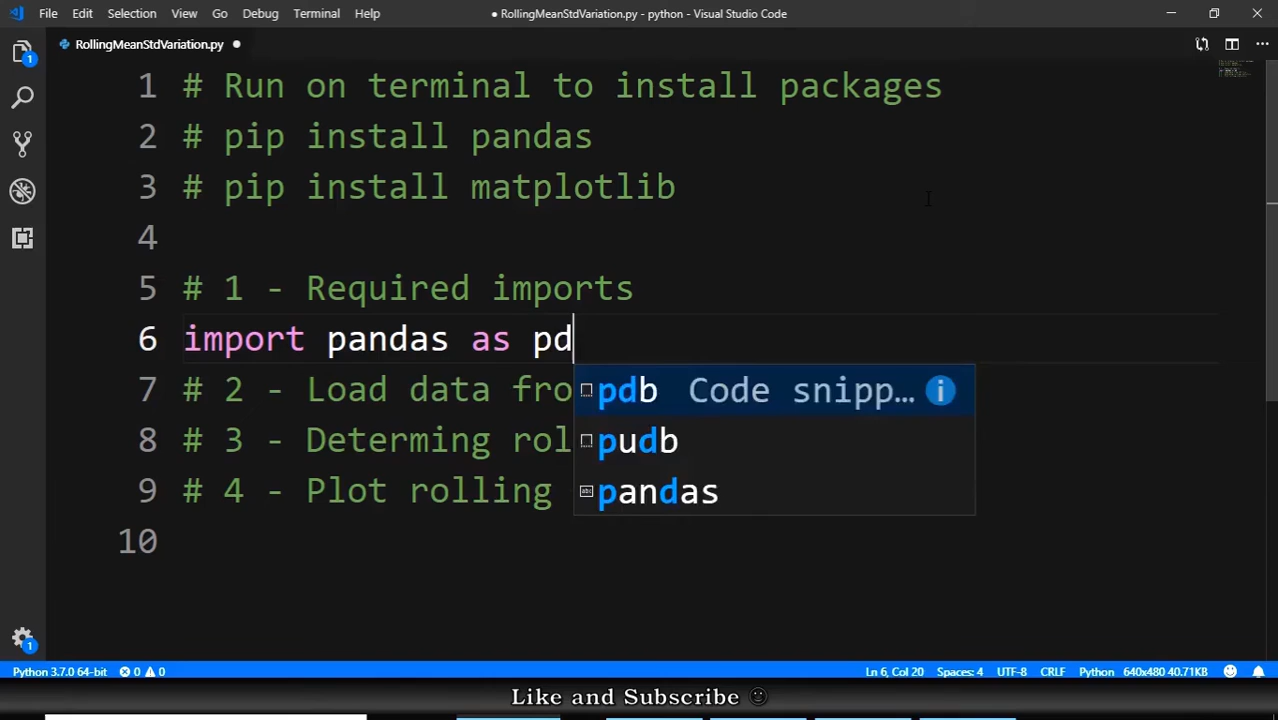 File Edit Selection View Go Debug Terminal Help ● RollingMeanStdVariation.py - python - Visual Studio Code
RollingMeanStdVariation.py ●
1 # Run on terminal to install packages
2 # pip install pandas
3 # pip install matplotlib
4
5 # 1 - Required imports
6 import pandas as pd
7 # 2 - Load data fro
pdb Code snipp…
8 # 3 - Determing rol
pudb
9 # 4 - Plot rolling
pandas
10
Python 3.7.0 64-bit 0 0 Ln 6, Col 20 Spaces: 4 UTF-8 CRLF Python 640x480 40.71KB
Like and Subscribe ☺